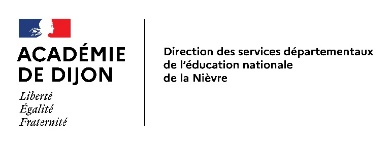 ACADÉMIE
DE DIJON
Liberté
Égalité
Fraternité
Direction des services départementaux
de l'éducation nationale
de la Nièvre